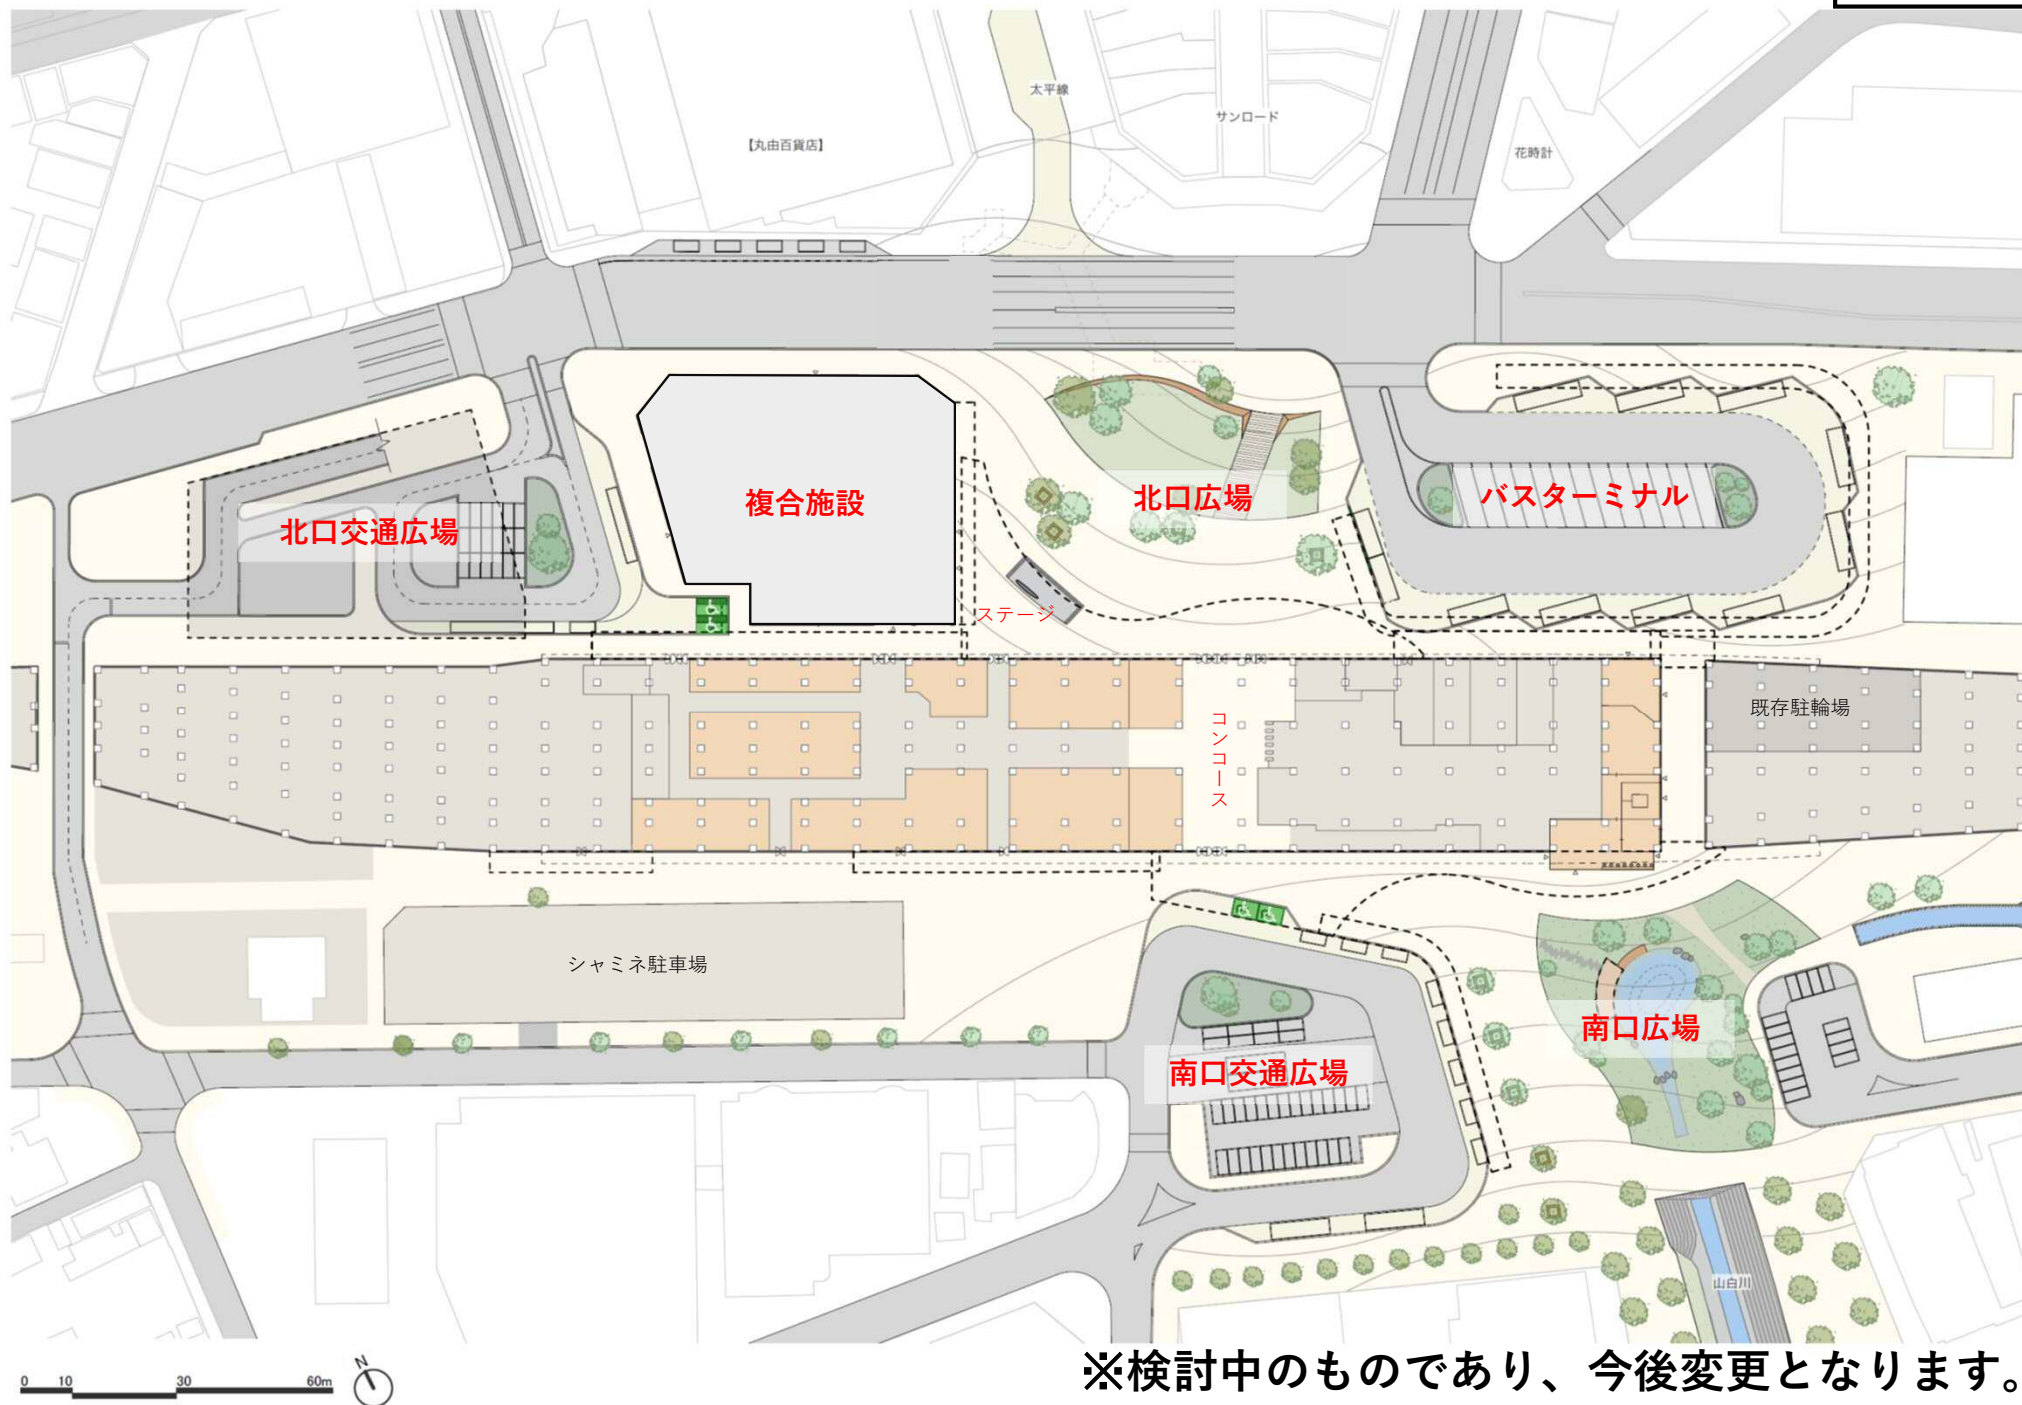 太平線
サンロード
【丸由百貨店】
花時計
複合施設
北口広場
バスターミナル
北口交通広場
ステージ
コンコース
既存駐輪場
シャミネ駐車場
南口広場
南口交通広場
山白川
0 10 30 60m
N
※検討中のものであり、今後変更となります。